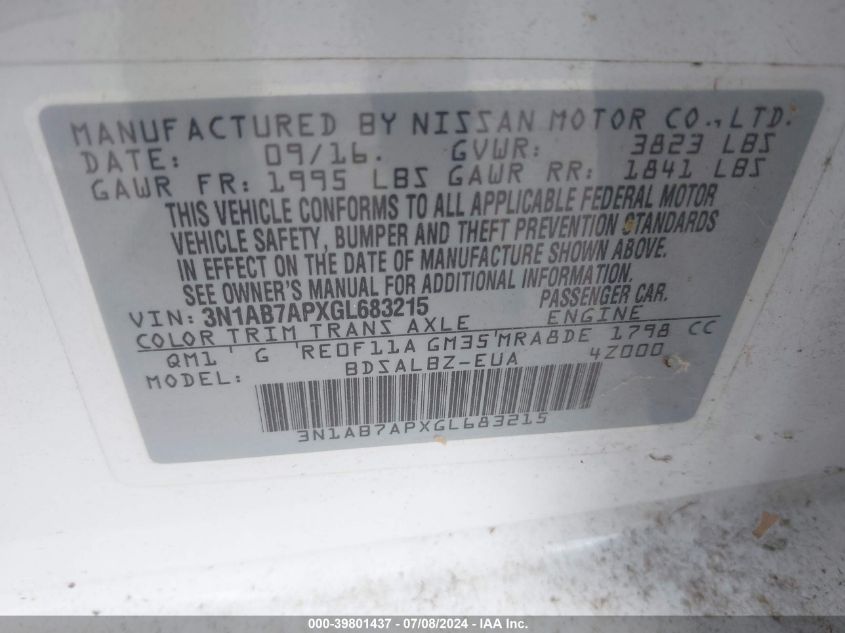 MANUFACTURED BY NISSAN MOTOR CO.,LTD.
DATE: 09/16. GVWR: 3823 LBS
GAWR FR: 1995 LBS GAWR RR: 1841 LBS
THIS VEHICLE CONFORMS TO ALL APPLICABLE FEDERAL MOTOR
VEHICLE SAFETY, BUMPER AND THEFT PREVENTION STANDARDS
IN EFFECT ON THE DATE OF MANUFACTURE SHOWN ABOVE.
SEE OWNER'S MANUAL FOR ADDITIONAL INFORMATION.
VIN: 3N1AB7APXGL683215 PASSENGER CAR.
COLOR TRIM TRANS AXLE ENGINE
QM1 G RE0F11A GM35 MRA8DE 1798 CC
MODEL: BDSALBZ-EUA 4Z000
3N1AB7APXGL683215
000-39801437 - 07/08/2024 - IAA Inc.